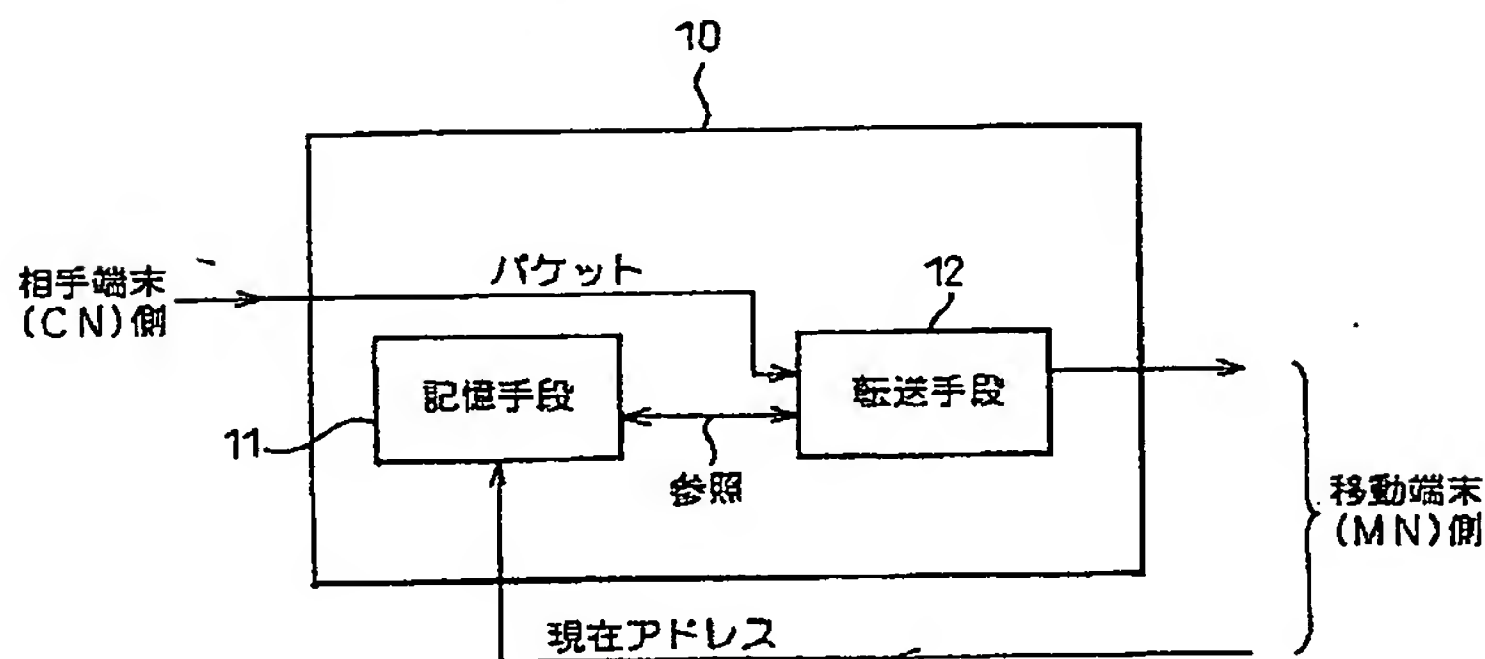 10
相手端末
(CN)側
パケット
12
記憶手段
転送手段
11
参照
移動端末
(MN)側
現在アドレス